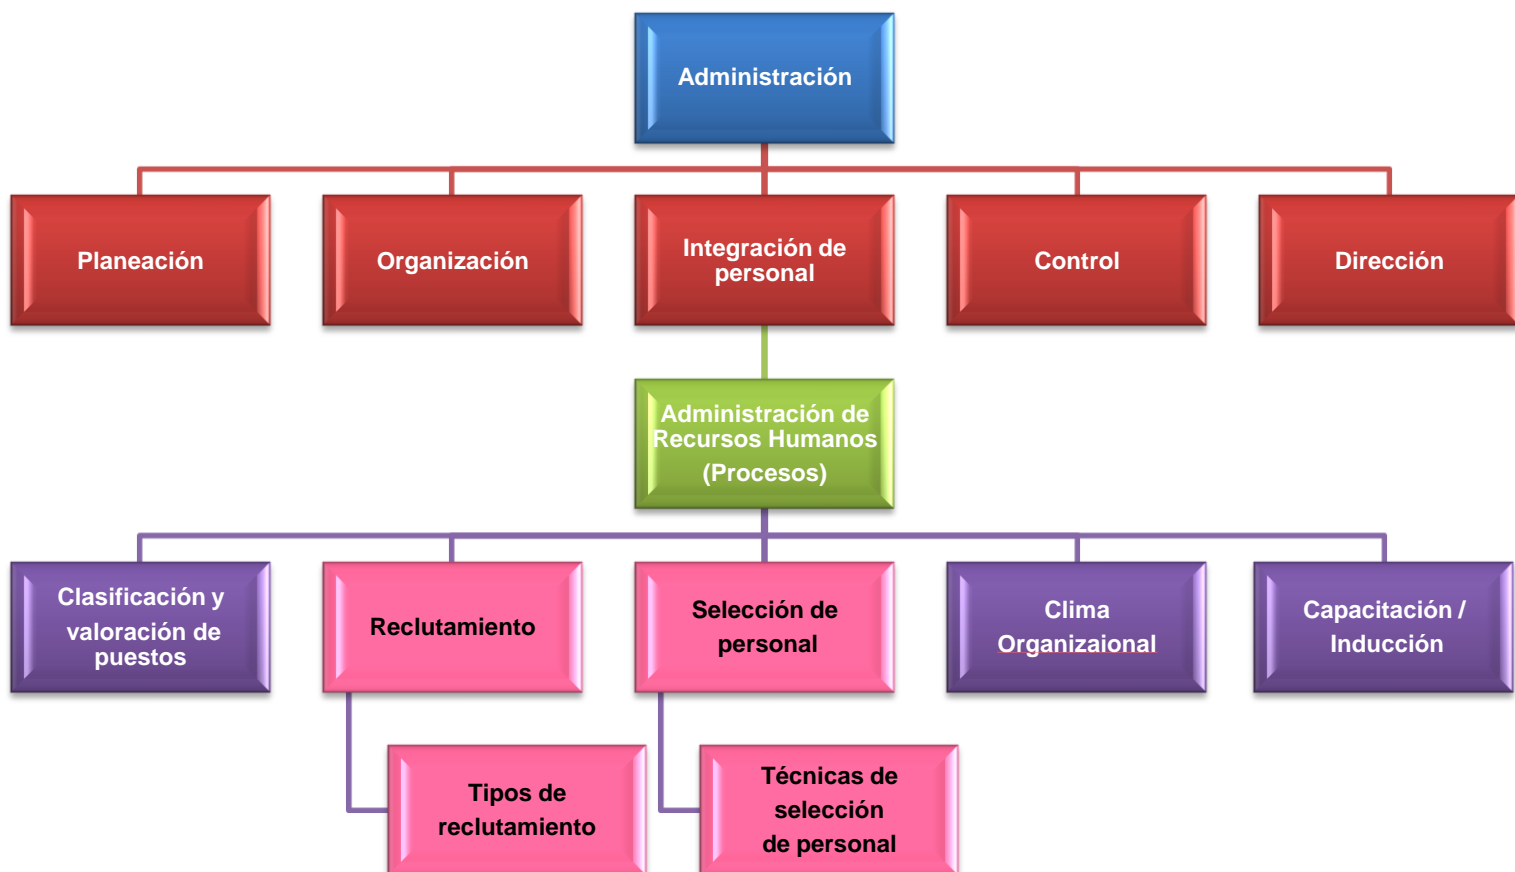 Administración
Planeación
Organización
Integración de
personal
Control
Dirección
Administración de
Recursos Humanos
(Procesos)
Clasificación y
valoración de
puestos
Reclutamiento
Selección de
personal
Clima
Organizaional
Capacitación /
Inducción
Tipos de
reclutamiento
Técnicas de
selección
de personal